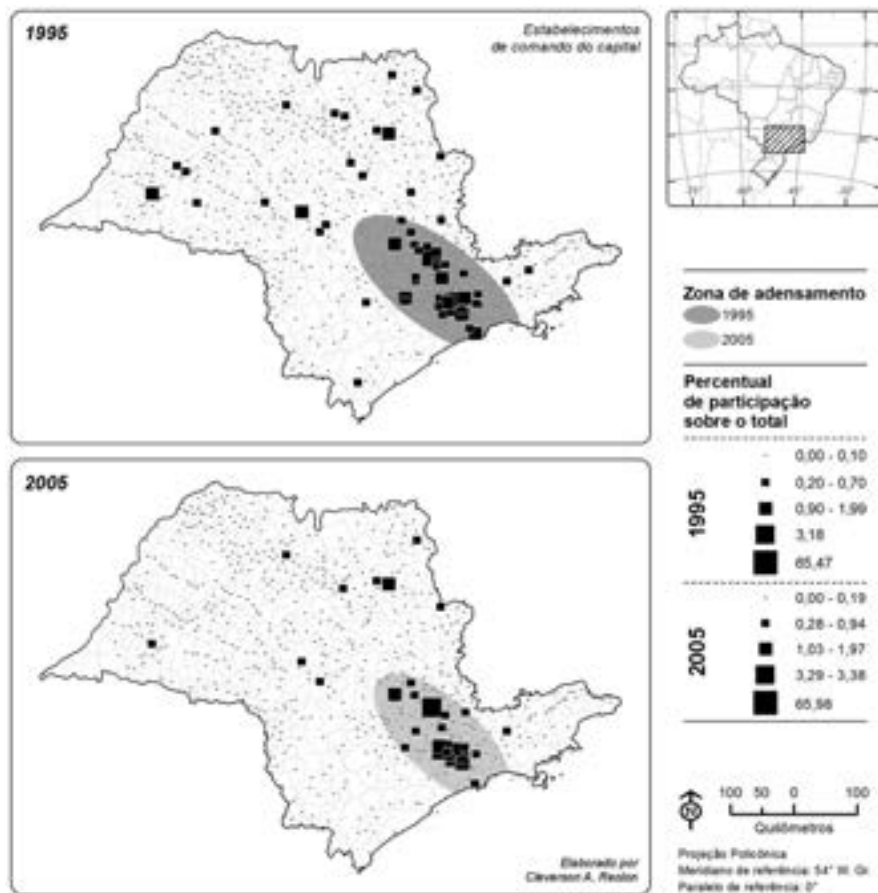 1995
Estabelecimentos
de comando do capital
Zona de adensamento
1995
2005
Percentual
de participação
sobre o total
1995
0,00 - 0,10
0,20 - 0,70
0,90 - 1,99
3,18
65,47
2005
0,00 - 0,19
0,28 - 0,94
1,03 - 1,97
3,29 - 3,38
65,98
2005
Elaborado por
Cleverson A. Reolon
N
100 50 0 100
Quilômetros
Projeção Policônica
Meridiano de referência: 54° W. Gr.
Paralelo de referência: 0°